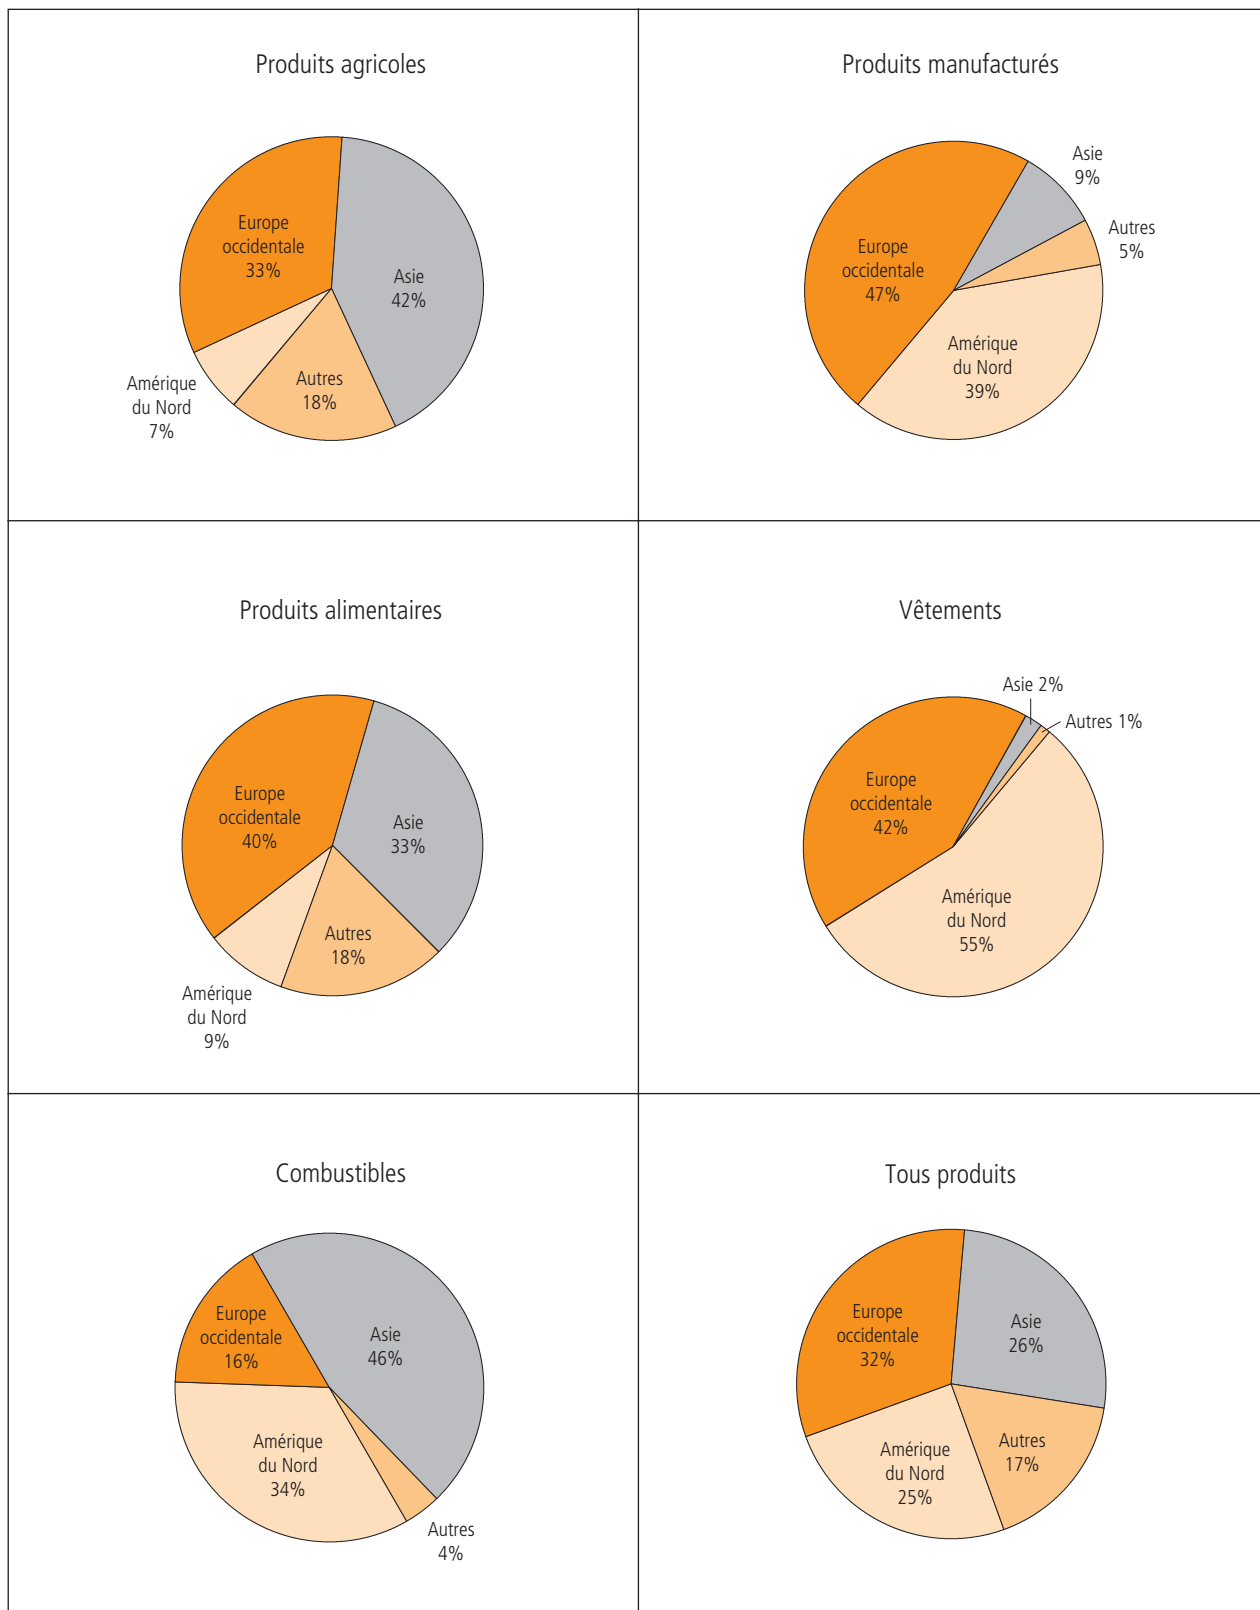 Produits agricoles
Europe
occidentale
33%
Asie
42%
Autres
18%
Amérique
du Nord
7%
Produits manufacturés
Asie
9%
Autres
5%
Europe
occidentale
47%
Amérique
du Nord
39%
Produits alimentaires
Europe
occidentale
40%
Asie
33%
Autres
18%
Amérique
du Nord
9%
Vêtements
Asie 2%
Autres 1%
Europe
occidentale
42%
Amérique
du Nord
55%
Combustibles
Europe
occidentale
16%
Asie
46%
Amérique
du Nord
34%
Autres
4%
Tous produits
Europe
occidentale
32%
Asie
26%
Autres
17%
Amérique
du Nord
25%